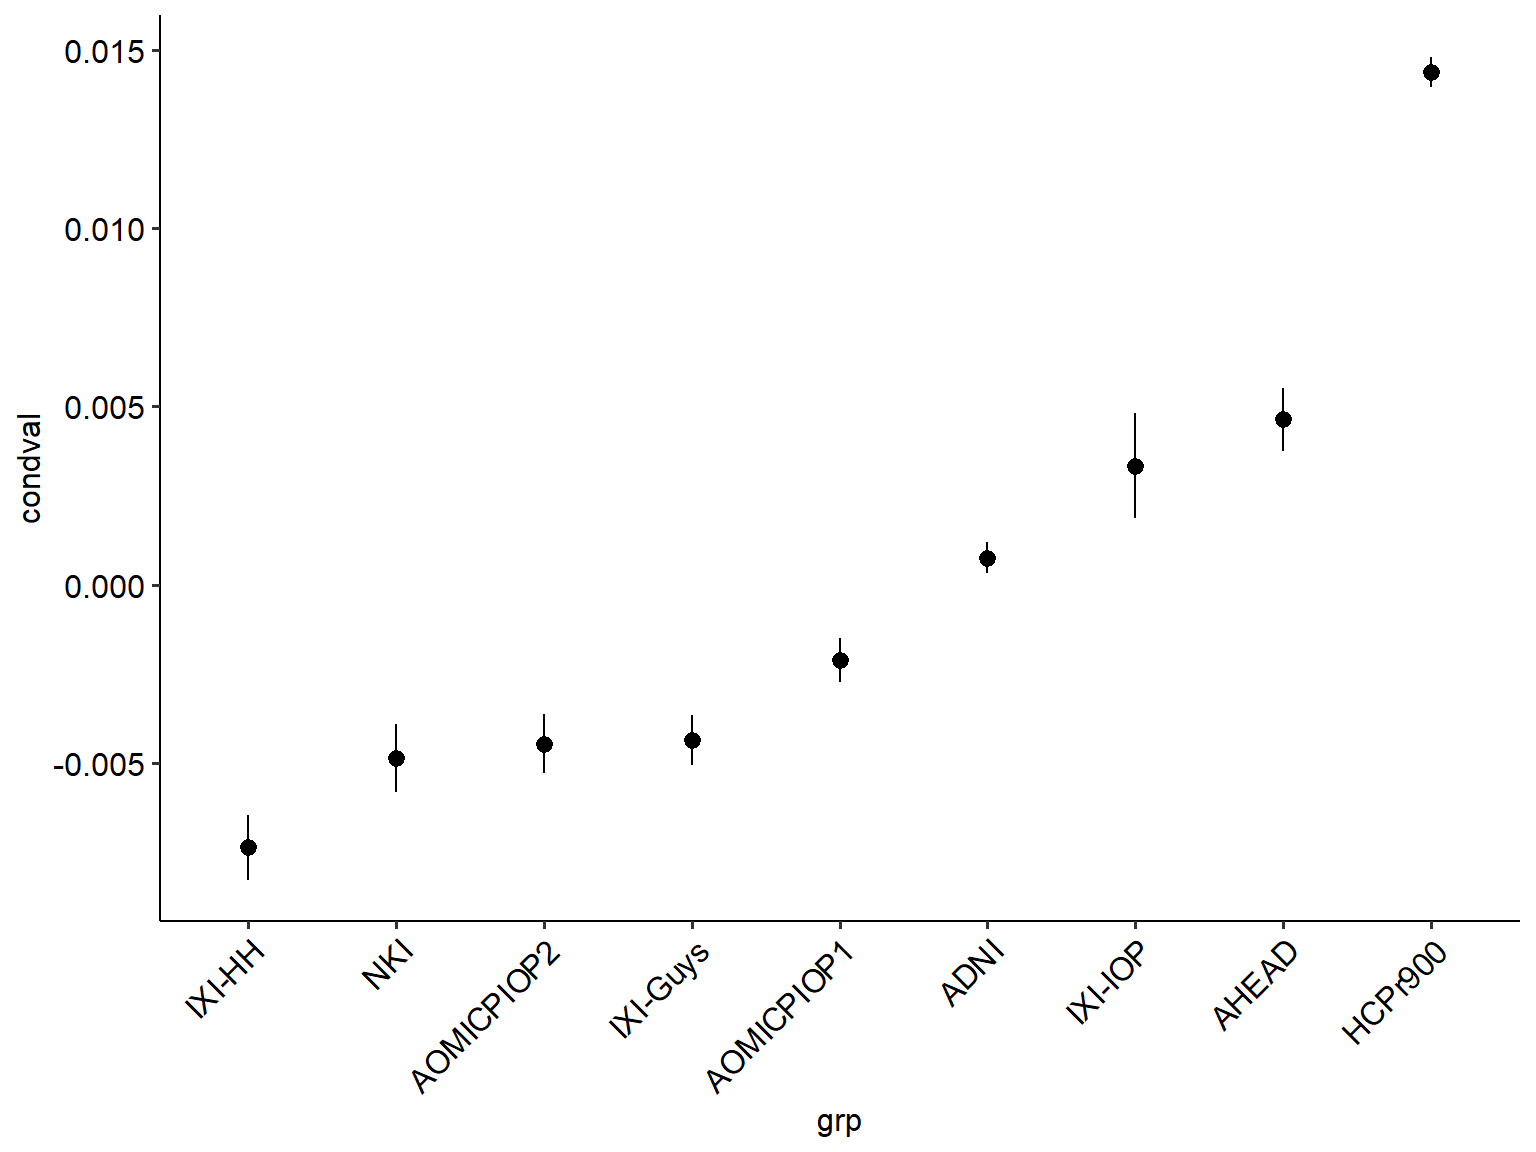 0.015
0.010
0.005
0.000
-0.005
condval
IXI-HH
NKI
AOMICPIOP2
IXI-Guys
AOMICPIOP1
ADNI
IXI-IOP
AHEAD
HCPr900
grp